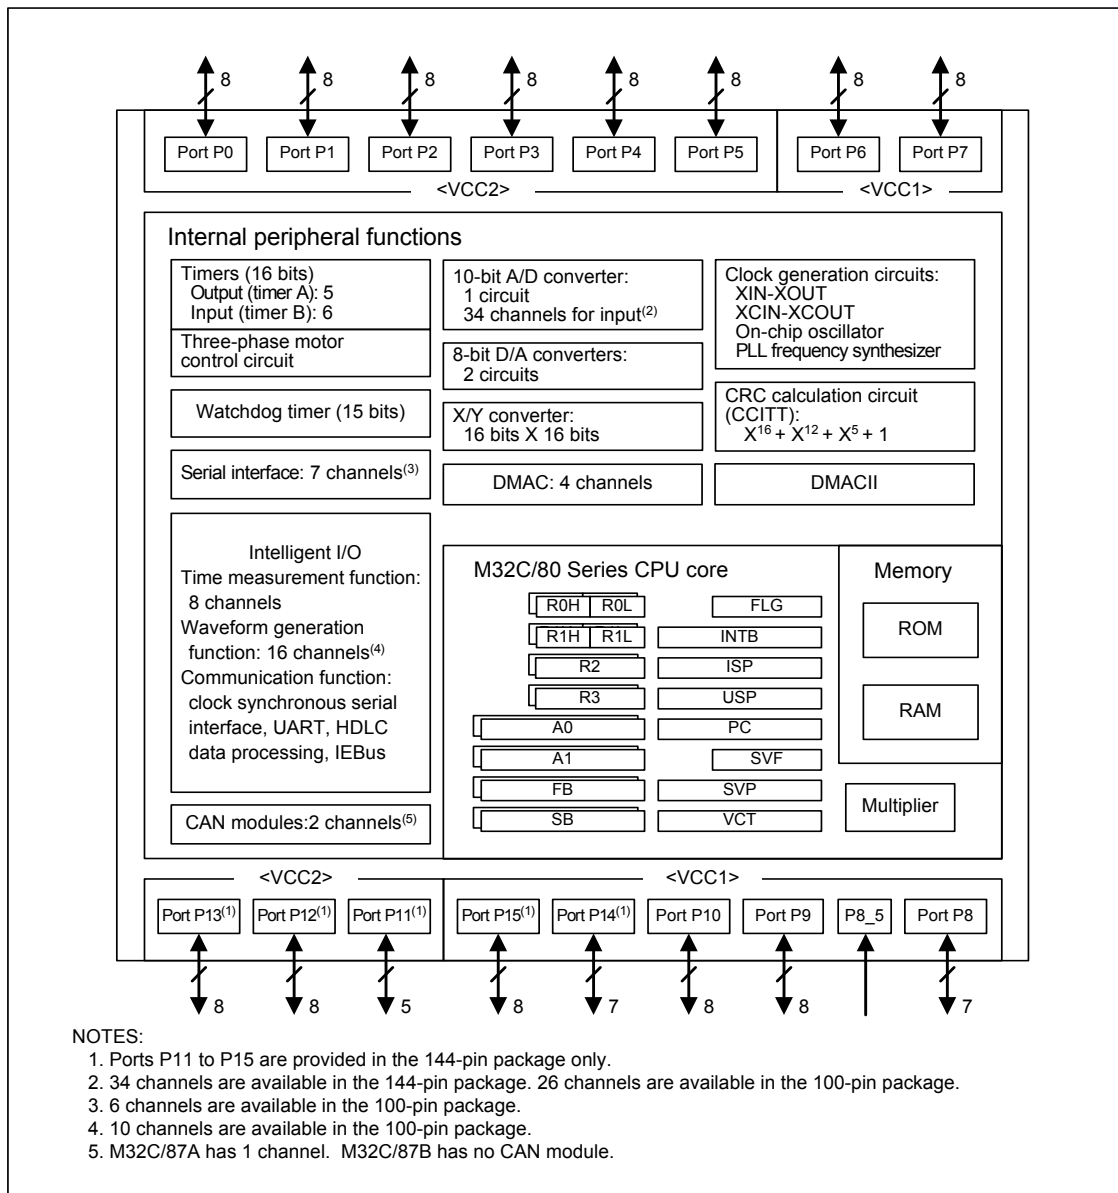 8 8 8 8 8 8 8 8
Port P0 Port P1 Port P2 Port P3 Port P4 Port P5 Port P6 Port P7
<VCC2> <VCC1>
Internal peripheral functions
Timers (16 bits)
Output (timer A): 5
Input (timer B): 6
Three-phase motor
control circuit
Watchdog timer (15 bits)
Serial interface: 7 channels(3)
Intelligent I/O
Time measurement function:
8 channels
Waveform generation
function: 16 channels(4)
Communication function:
clock synchronous serial
interface, UART, HDLC
data processing, IEBus
CAN modules:2 channels(5)
10-bit A/D converter:
1 circuit
34 channels for input(2)
8-bit D/A converters:
2 circuits
X/Y converter:
16 bits X 16 bits
DMAC: 4 channels
Clock generation circuits:
XIN-XOUT
XCIN-XCOUT
On-chip oscillator
PLL frequency synthesizer
CRC calculation circuit
(CCITT):
X16 + X12 + X5 + 1
DMACII
M32C/80 Series CPU core
R0H R0L FLG
R1H R1L INTB
R2 ISP
R3 USP
A0 PC
A1 SVF
FB SVP
SB VCT
Memory
ROM
RAM
Multiplier
<VCC2> <VCC1>
Port P13(1) Port P12(1) Port P11(1) Port P15(1) Port P14(1) Port P10 Port P9 P8_5 Port P8
8 8 5 8 7 8 8 7
NOTES:
1. Ports P11 to P15 are provided in the 144-pin package only.
2. 34 channels are available in the 144-pin package. 26 channels are available in the 100-pin package.
3. 6 channels are available in the 100-pin package.
4. 10 channels are available in the 100-pin package.
5. M32C/87A has 1 channel. M32C/87B has no CAN module.